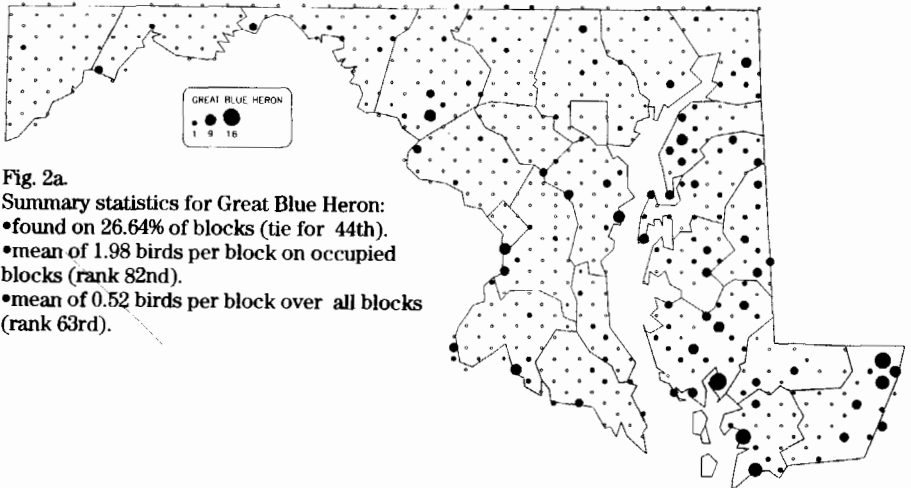 GREAT BLUE HERON
1 9 18
Fig. 2a.
Summary statistics for Great Blue Heron:
•found on 26.64% of blocks (tie for 44th).
•mean of 1.98 birds per block on occupied
blocks (rank 82nd).
•mean of 0.52 birds per block over all blocks
(rank 63rd).